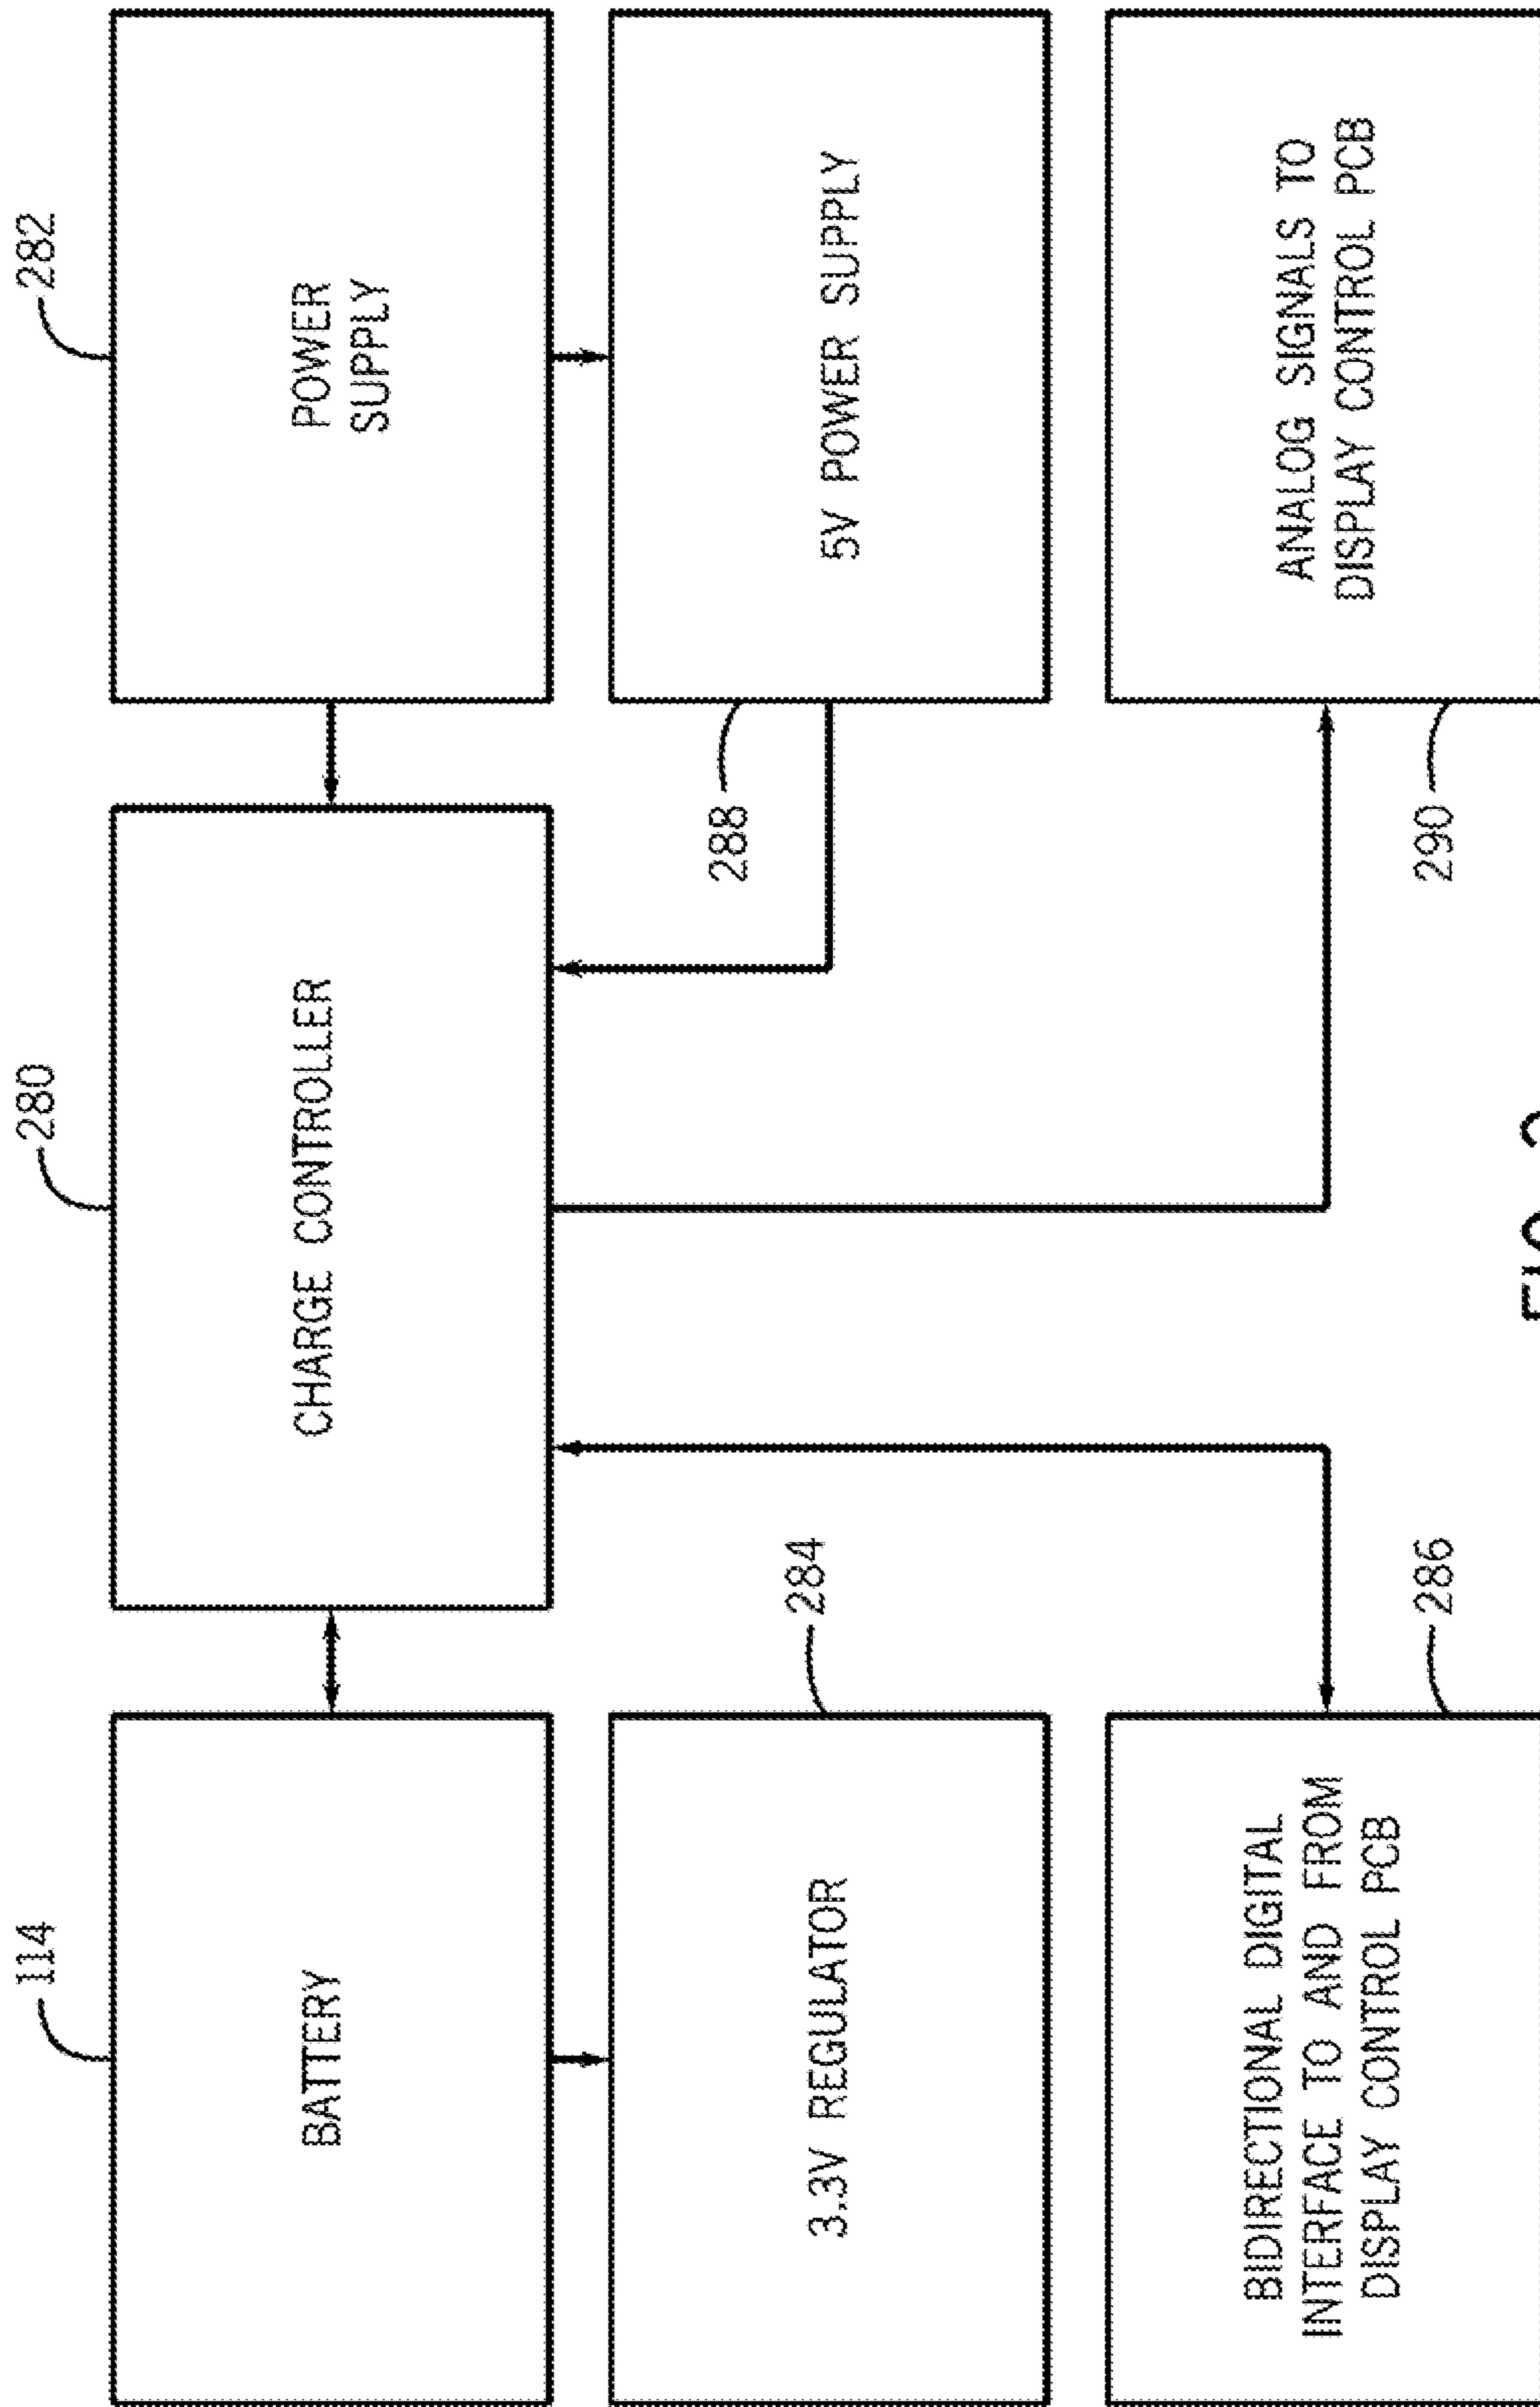 114
280
282
BATTERY
CHARGE CONTROLLER
POWER
SUPPLY
284
288
3.3V REGULATOR
5V POWER SUPPLY
BIDIRECTIONAL DIGITAL
INTERFACE TO AND FROM
DISPLAY CONTROL PCB
286
290
ANALOG SIGNALS TO
DISPLAY CONTROL PCB